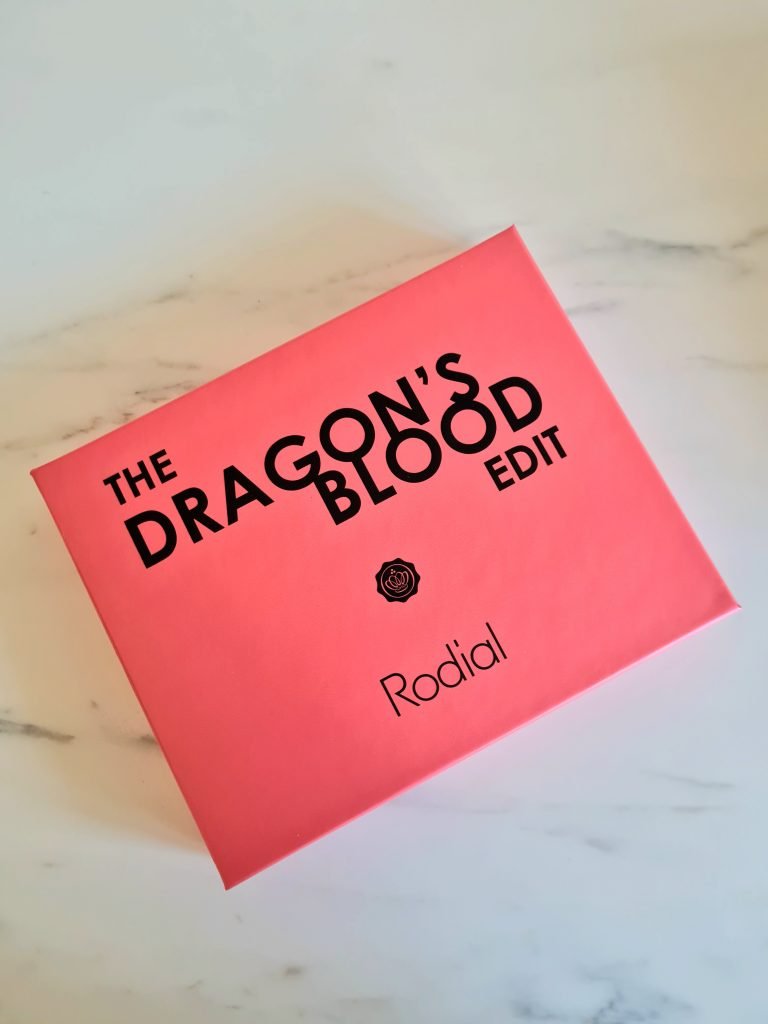 THE
DRAGON'S
BLOOD
EDIT
Rodial